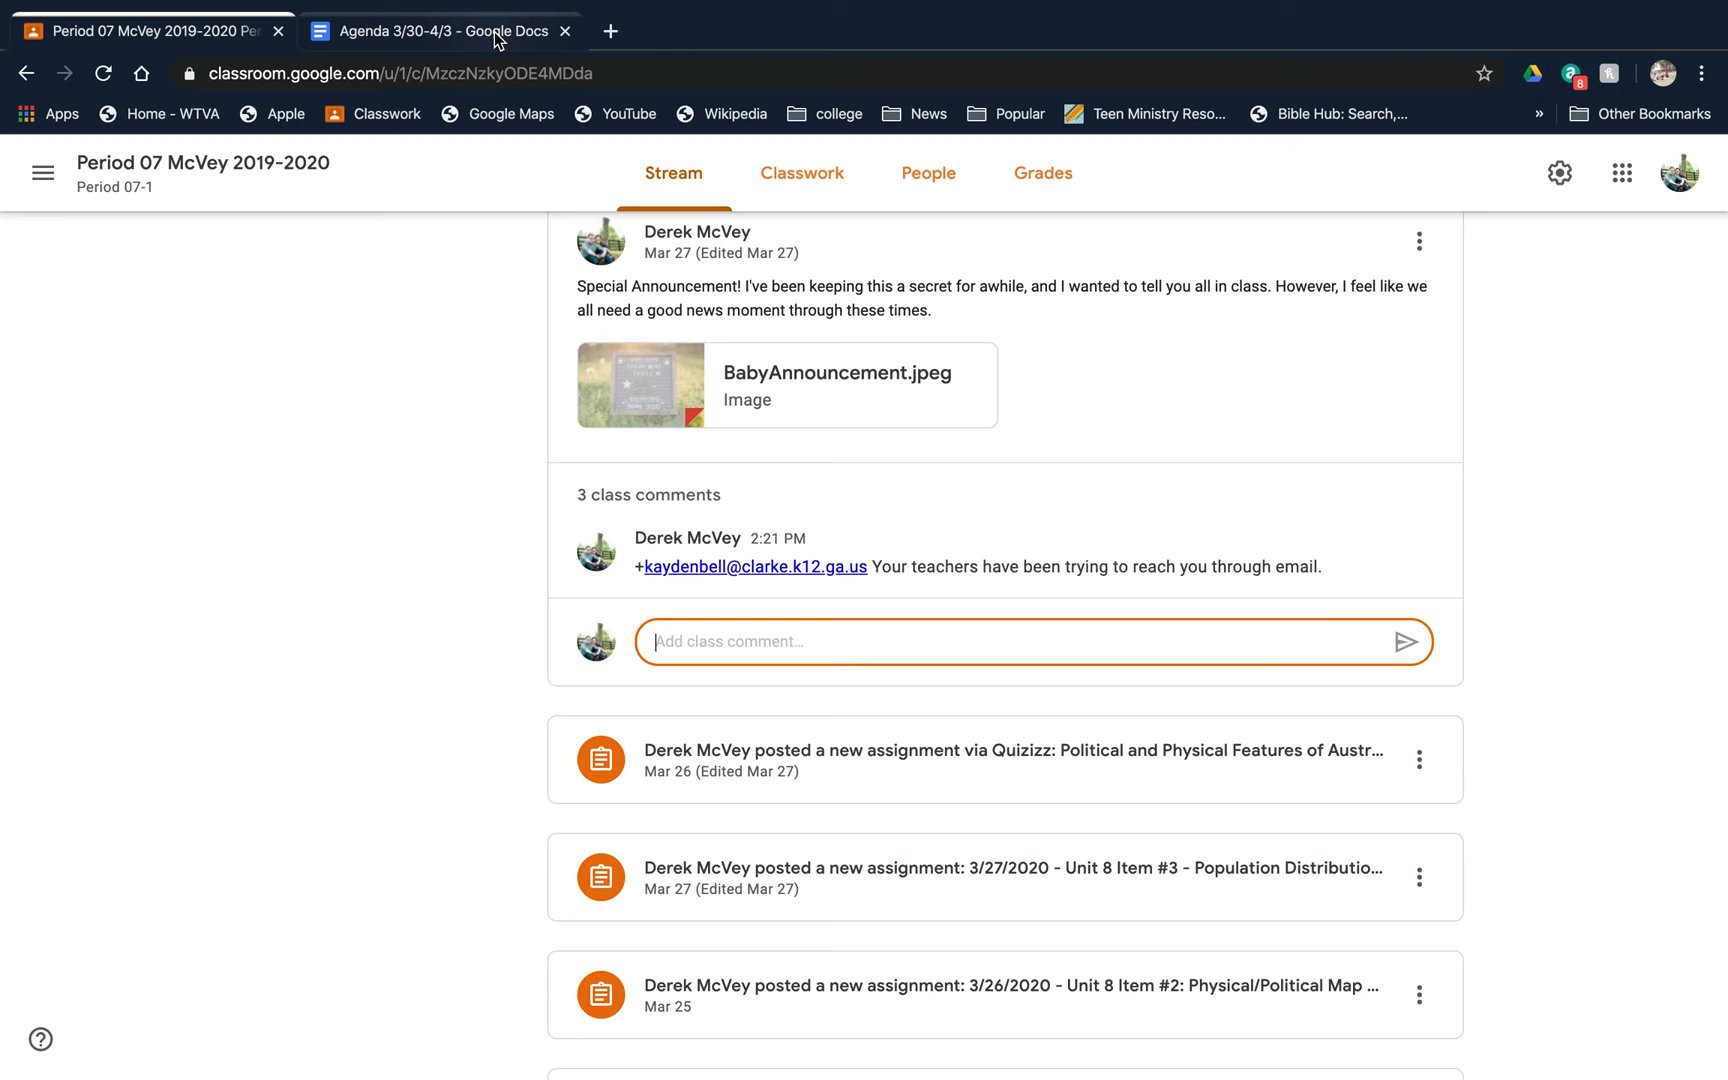 Period 07 McVey 2019-2020 Per
Agenda 3/30-4/3 - Google Docs
classroom.google.com/u/1/c/MzczNzkyODE4MDda
8
Apps
Home - WTVA
Apple
Classwork
Google Maps
YouTube
Wikipedia
college
News
Popular
Teen Ministry Reso...
Bible Hub: Search,...
»
Other Bookmarks
Period 07 McVey 2019-2020
Period 07-1
Stream
Classwork
People
Grades
Derek McVey
Mar 27 (Edited Mar 27)
Special Announcement! I've been keeping this a secret for awhile, and I wanted to tell you all in class. However, I feel like we
all need a good news moment through these times.
BabyAnnouncement.jpeg
Image
3 class comments
Derek McVey 2:21 PM
+kaydenbell@clarke.k12.ga.us Your teachers have been trying to reach you through email.
Add class comment...
Derek McVey posted a new assignment via Quizizz: Political and Physical Features of Austr...
Mar 26 (Edited Mar 27)
Derek McVey posted a new assignment: 3/27/2020 - Unit 8 Item #3 - Population Distributio...
Mar 27 (Edited Mar 27)
Derek McVey posted a new assignment: 3/26/2020 - Unit 8 Item #2: Physical/Political Map ...
Mar 25